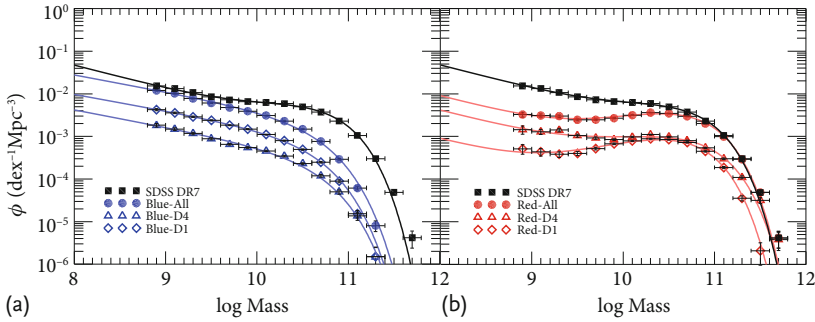 10⁰
10⁻¹
10⁻²
10⁻³
10⁻⁴
10⁻⁵
10⁻⁶
ϕ (dex⁻¹Mpc⁻³)
SDSS DR7
Blue-All
Blue-D4
Blue-D1
8 9 10 11 12
log Mass
(a)
SDSS DR7
Red-All
Red-D4
Red-D1
9 10 11 12
log Mass
(b)